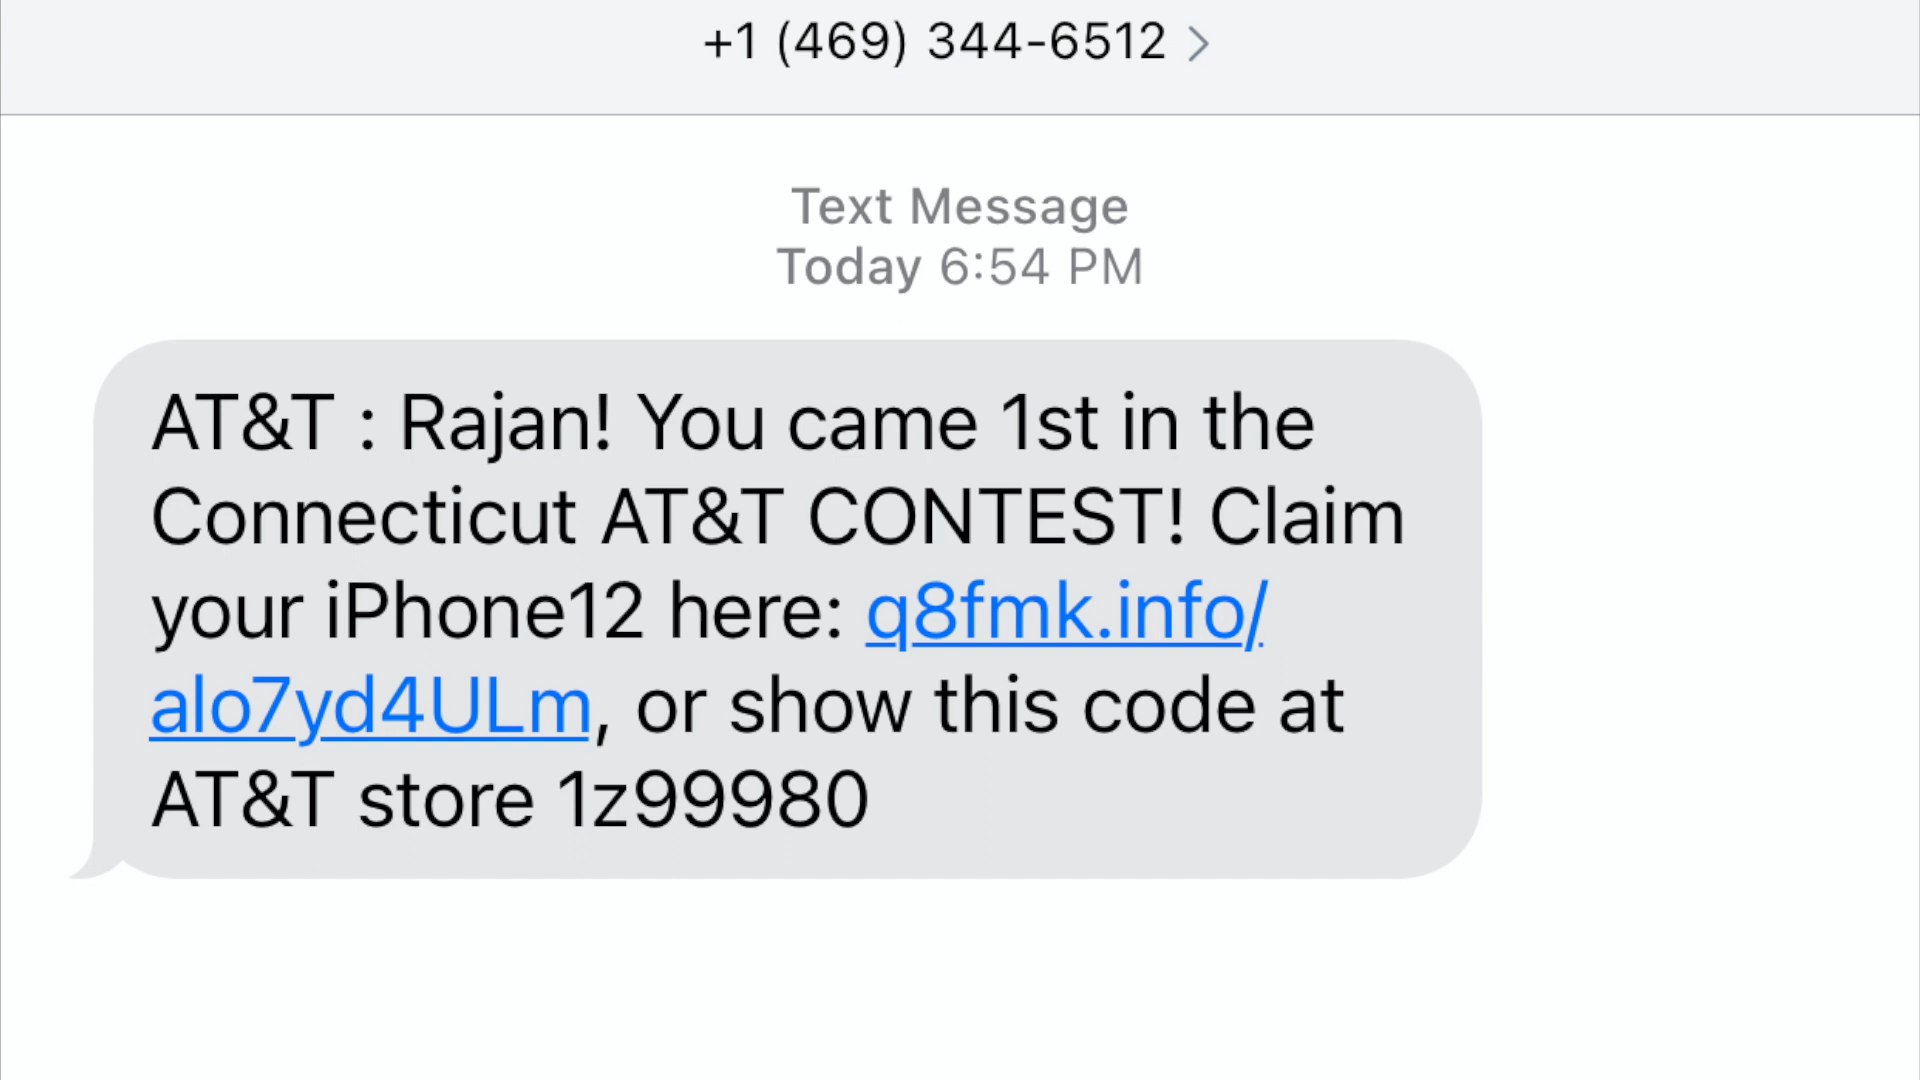 +1 (469) 344-6512 >
Text Message
Today 6:54 PM
AT&T : Rajan! You came 1st in the
Connecticut AT&T CONTEST! Claim
your iPhone12 here: q8fmk.info/
alo7yd4ULm, or show this code at
AT&T store 1z99980